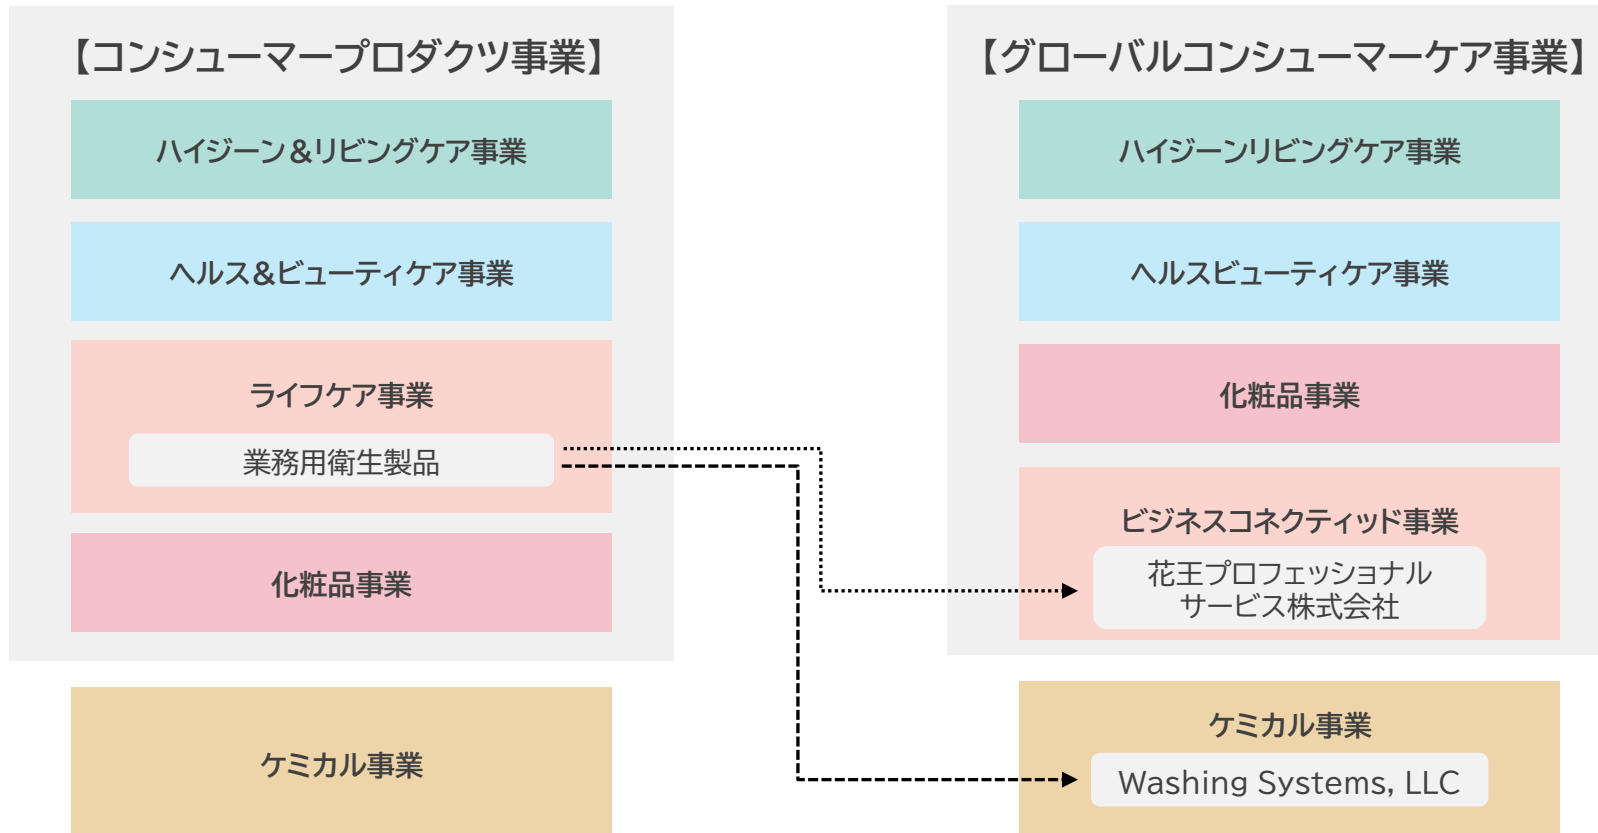 【コンシューマープロダクツ事業】
ハイジーン&リビングケア事業
ヘルス&ビューティケア事業
ライフケア事業
業務用衛生製品
化粧品事業
ケミカル事業
【グローバルコンシューマーケア事業】
ハイジーンリビングケア事業
ヘルスビューティケア事業
化粧品事業
ビジネスコネクティッド事業
花王プロフェッショナル
サービス株式会社
ケミカル事業
Washing Systems, LLC